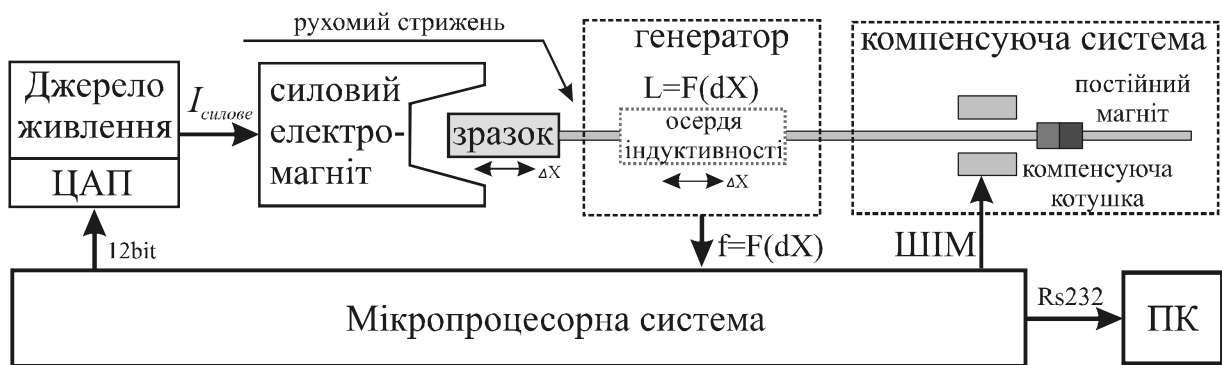 рухомий стрижень
генератор
компенсуюча система
Джерело
живлення
ЦАП
Iсилове
силовий
електро-
магніт
зразок
ΔX
L=F(dX)
осердя
індуктивності
ΔX
постійний
магніт
компенсуюча
котушка
12bit
f=F(dX)
ШІМ
Мікропроцесорна система
Rs232
ПК